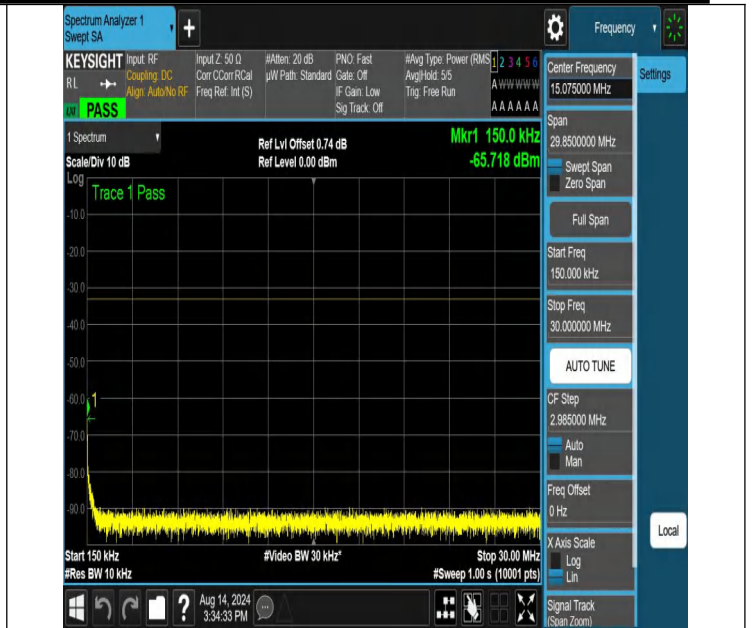 Spectrum Analyzer 1
Swept SA
+
Frequency
KEYSIGHT
RL
PASS
Input: RF
Coupling: DC
Align: Auto/No RF
Input Z: 50 Ω
Corr CCorr RCal
Freq Ref: Int (S)
#Atten: 20 dB
µW Path: Standard
PNO: Fast
Gate: Off
IF Gain: Low
Sig Track: Off
#Avg Type: Power (RMS
Avg|Hold: 5/5
Trig: Free Run
1 2 3 4 5 6
A W W W W W
A A A A A A
1 Spectrum
Scale/Div 10 dB
Ref Lvl Offset 0.74 dB
Ref Level 0.00 dBm
Mkr1 150.0 kHz
-65.718 dBm
Log
Trace 1 Pass
-10.0
-20.0
-30.0
-40.0
-50.0
-60.0
1
-70.0
-80.0
-90.0
Start 150 kHz
#Res BW 10 kHz
#Video BW 30 kHz*
Stop 30.00 MHz
#Sweep 1.00 s (10001 pts)
?
Aug 14, 2024
3:34:33 PM
Center Frequency
15.075000 MHz
Settings
Span
29.8500000 MHz
Swept Span
Zero Span
Full Span
Start Freq
150.000 kHz
Stop Freq
30.000000 MHz
AUTO TUNE
CF Step
2.985000 MHz
Auto
Man
Freq Offset
0 Hz
Local
X Axis Scale
Log
Lin
Signal Track
(Span Zoom)